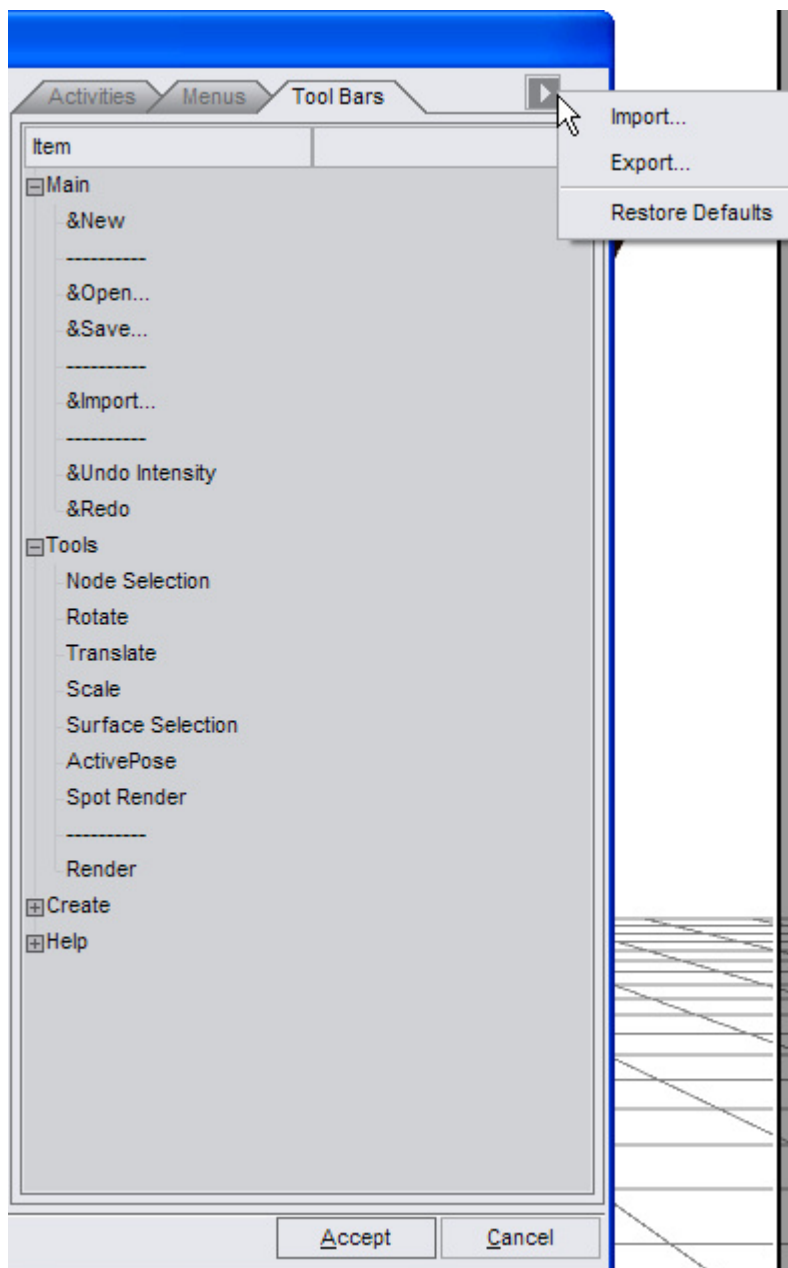 Activities Menus Tool Bars
Import...
Item
Export...
Main
Restore Defaults
&New
----------
&Open...
&Save...
----------
&Import...
----------
&Undo Intensity
&Redo
Tools
Node Selection
Rotate
Translate
Scale
Surface Selection
ActivePose
Spot Render
----------
Render
Create
Help
Accept Cancel